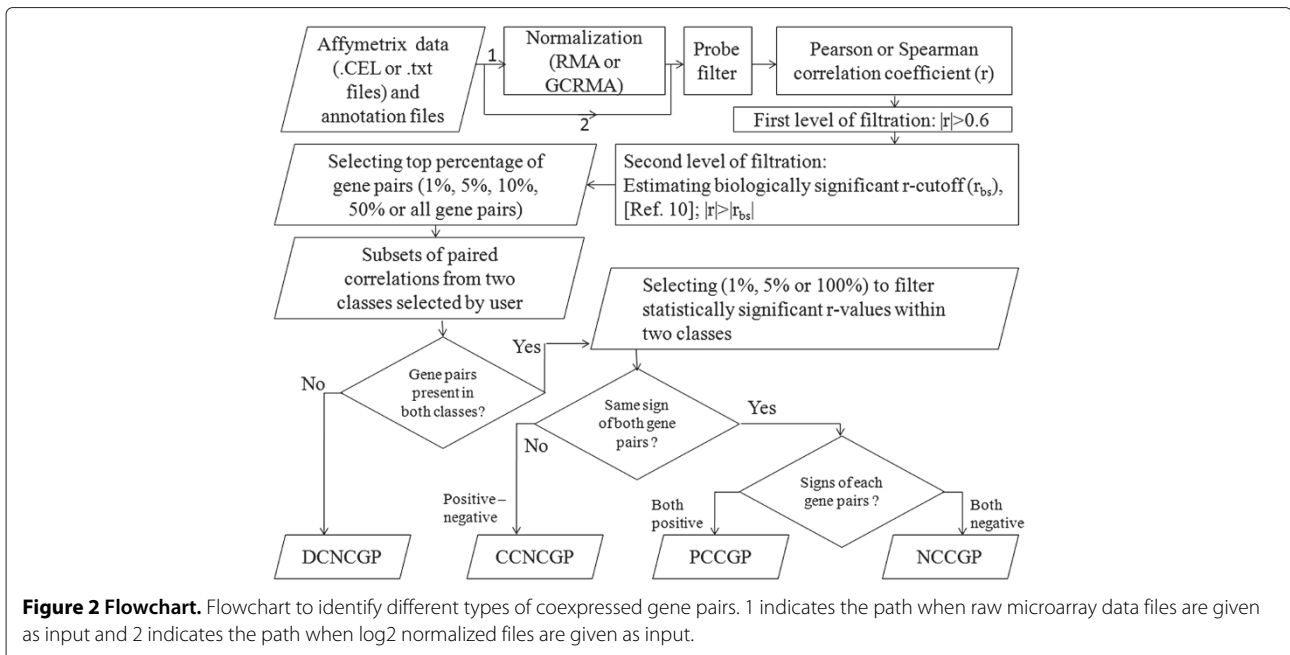 Affymetrix data
(.CEL or .txt
files) and
annotation files
1
2
Normalization
(RMA or
GCRMA)
Probe
filter
Pearson or Spearman
correlation coefficient (r)
First level of filtration: |r|>0.6
Second level of filtration:
Estimating biologically significant r-cutoff (rbs),
[Ref. 10]; |r|>|rbs|
Selecting top percentage of
gene pairs (1%, 5%, 10%,
50% or all gene pairs)
Subsets of paired
correlations from two
classes selected by user
Gene pairs
present in
both classes?
No
Yes
Selecting (1%, 5% or 100%) to filter
statistically significant r-values within
two classes
Same sign
of both gene
pairs ?
No
Yes
Positive –
negative
Signs of each
gene pairs ?
Both
positive
Both
negative
DCNCGP
CCNCGP
PCCGP
NCCGP
Figure 2 Flowchart. Flowchart to identify different types of coexpressed gene pairs. 1 indicates the path when raw microarray data files are given
as input and 2 indicates the path when log2 normalized files are given as input.